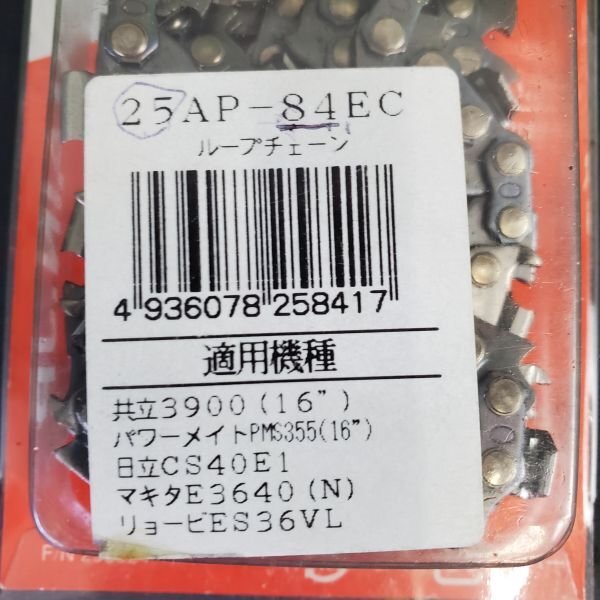 25AP-84EC
ループチェーン
4 936078 258417
適用機種
共立3900(16")
パワーメイトPMS355(16")
日立CS40E1
マキタE3640(N)
リョービES36VL